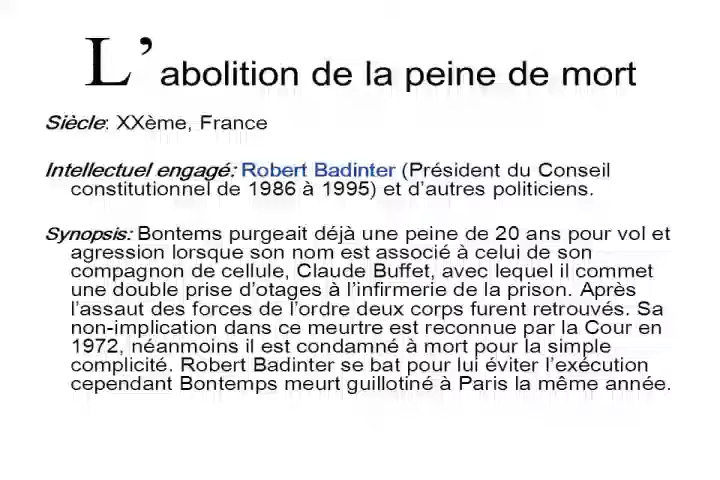 L’abolition de la peine de mort
Siècle: XXème, France
Intellectuel engagé: Robert Badinter (Président du Conseil
constitutionnel de 1986 à 1995) et d’autres politiciens.
Synopsis: Bontems purgeait déjà une peine de 20 ans pour vol et
agression lorsque son nom est associé à celui de son
compagnon de cellule, Claude Buffet, avec lequel il commet
une double prise d’otages à l’infirmerie de la prison. Après
l’assaut des forces de l’ordre deux corps furent retrouvés. Sa
non-implication dans ce meurtre est reconnue par la Cour en
1972, néanmoins il est condamné à mort pour la simple
complicité. Robert Badinter se bat pour lui éviter l’exécution
cependant Bontemps meurt guillotiné à Paris la même année.